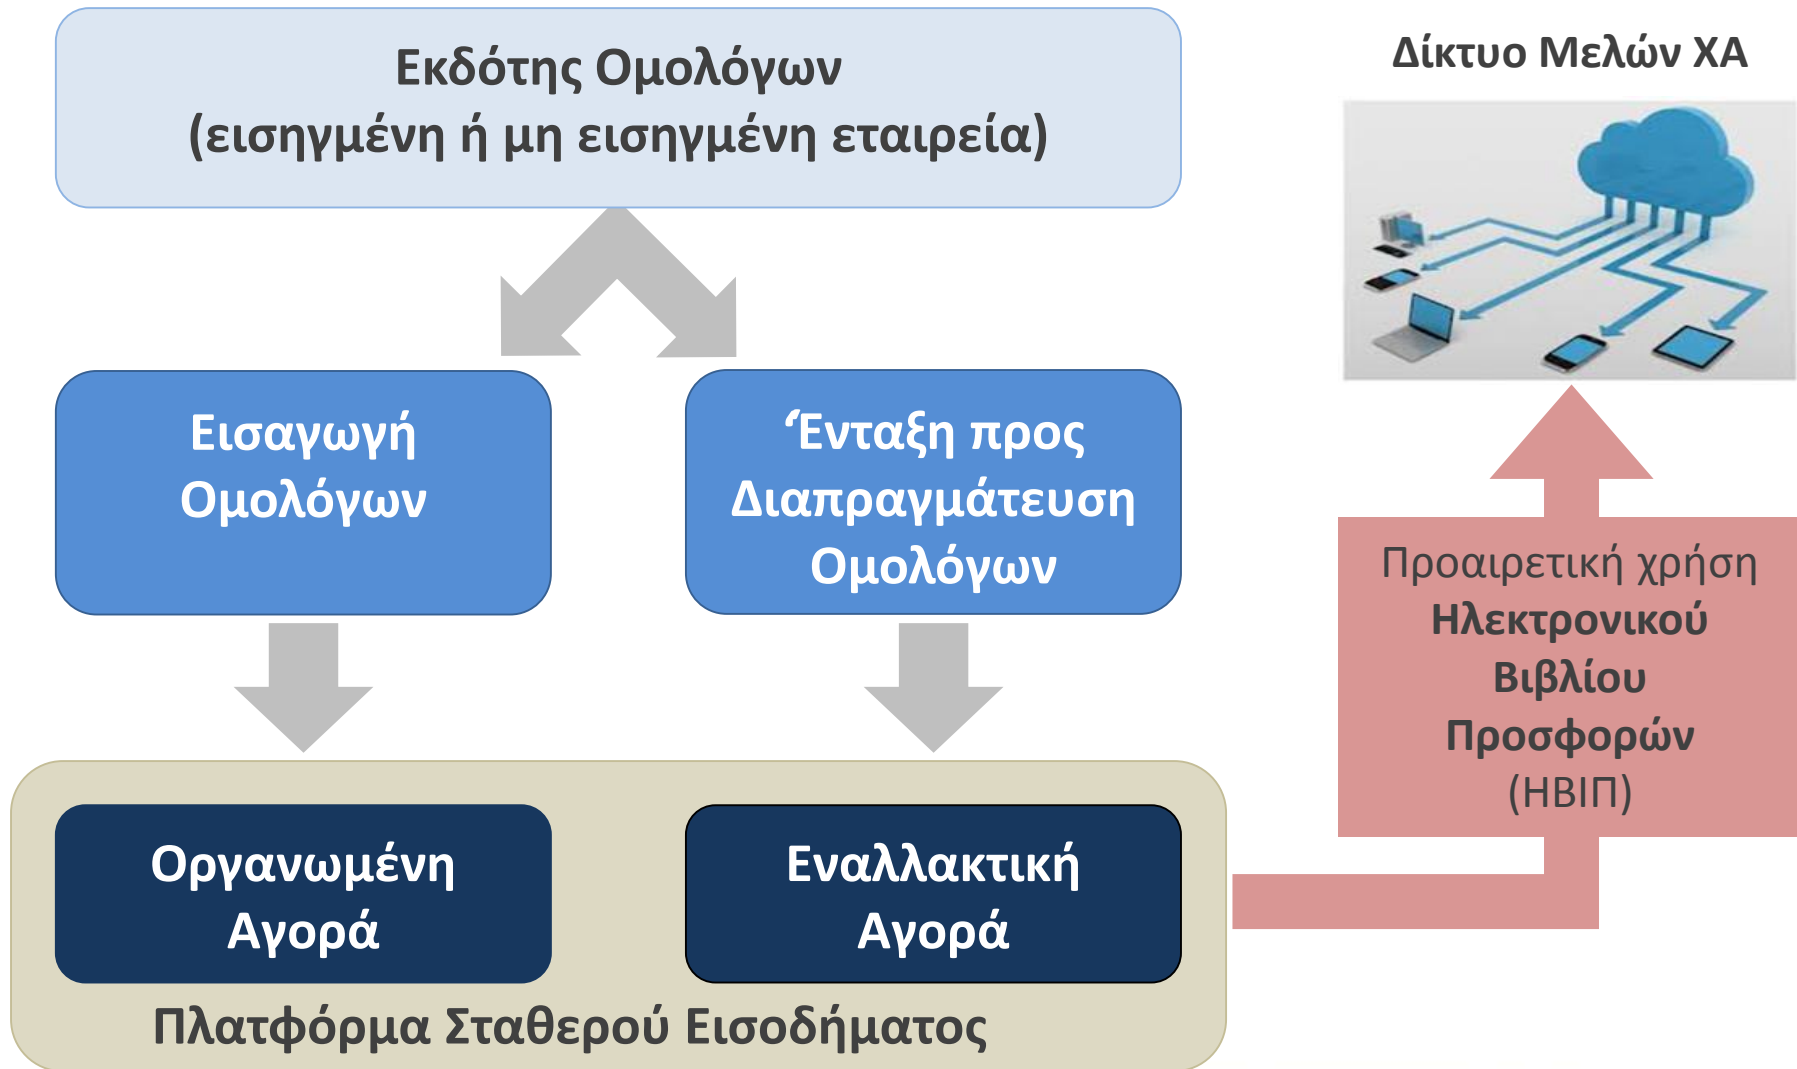 Εκδότης Ομολόγων
(εισηγμένη ή μη εισηγμένη εταιρεία)
Εισαγωγή
Ομολόγων
‘Ένταξη προς
Διαπραγμάτευση
Ομολόγων
Οργανωμένη
Αγορά
Εναλλακτική
Αγορά
Πλατφόρμα Σταθερού Εισοδήματος
Δίκτυο Μελών ΧΑ
Προαιρετική χρήση
Ηλεκτρονικού
Βιβλίου
Προσφορών
(ΗΒΙΠ)